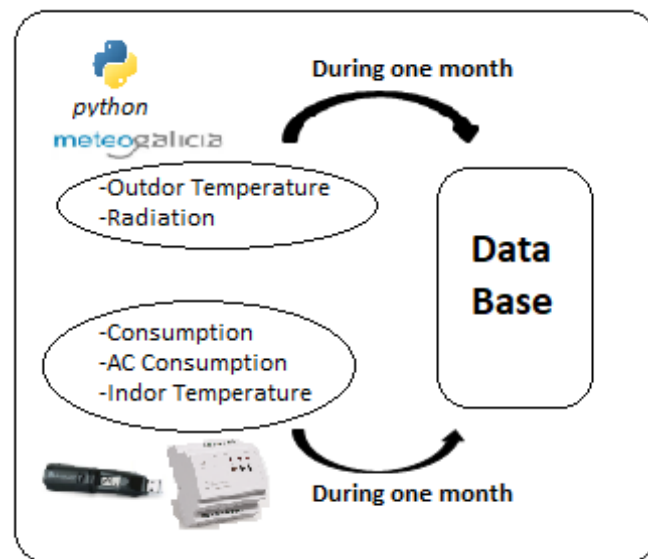 During one month
python
meteogalicia
-Outdor Temperature
-Radiation
Data
Base
-Consumption
-AC Consumption
-Indor Temperature
During one month